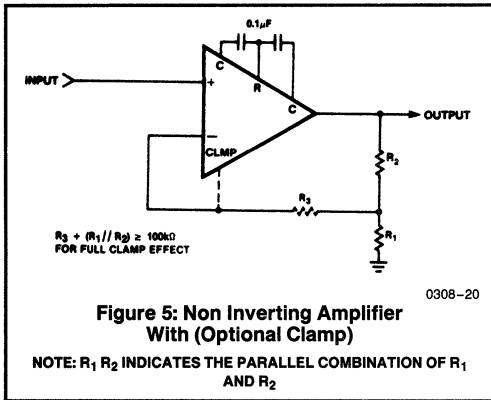 0.1μF
C
R
C
INPUT
+
−
CLMP
OUTPUT
R2
R3
R1
R3 + (R1//R2) ≥ 100kΩ
FOR FULL CLAMP EFFECT
0308–20
Figure 5: Non Inverting Amplifier
With (Optional Clamp)
NOTE: R1 R2 INDICATES THE PARALLEL COMBINATION OF R1
AND R2